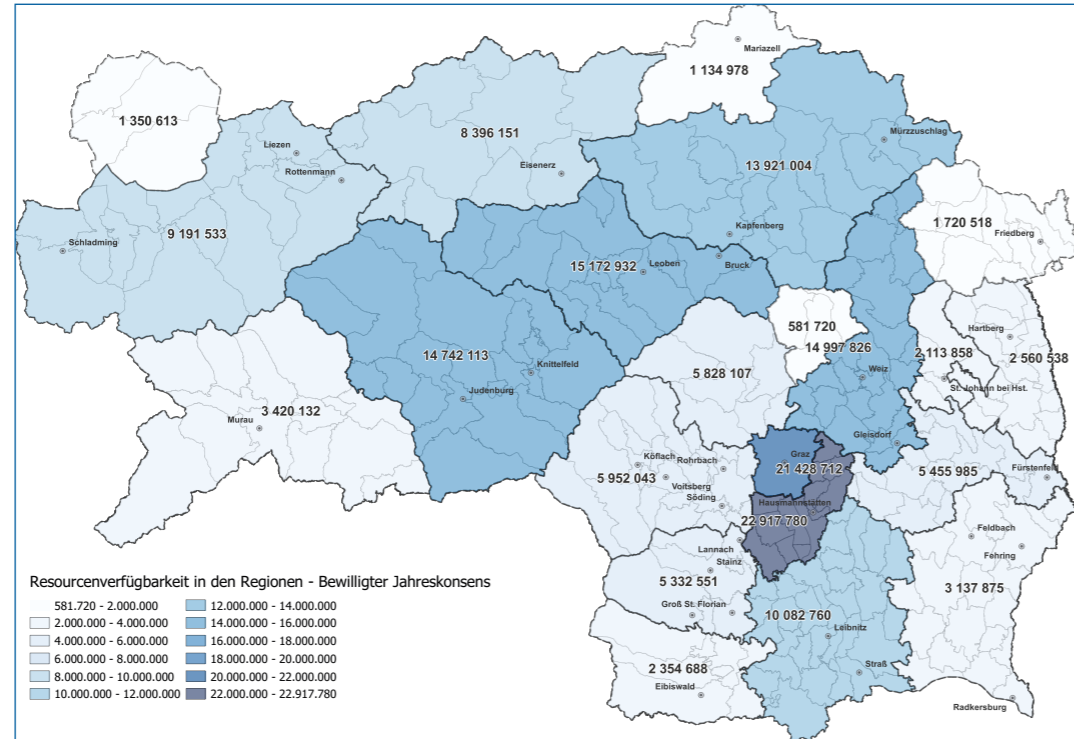 Mariazell
1 134 978
1 350 613
8 396 151
Liezen
Rottenmann
Eisenerz
Mürzzuschlag
13 921 004
Kapfenberg
1 720 518
Friedberg
Schladming
9 191 533
15 172 932
Leoben
Bruck
581 720
14 997 826
Weiz
Hartberg
2 113 858
2 560 538
St. Johann bei Hst.
14 742 113
Knittelfeld
Judenburg
5 828 107
3 420 132
Murau
Gleisdorf
Köflach
Rohrbach
5 952 043
Voitsberg
Söding
Graz
21 428 712
5 455 985
Fürstenfeld
Hausmannstätten
22 917 780
Feldbach
Fehring
Lannach
Stainz
5 332 551
Groß St. Florian
10 082 760
Leibnitz
3 137 875
2 354 688
Eibiswald
Straß
Radkersburg
Resourcenverfügbarkeit in den Regionen - Bewilligter Jahreskonsens
581.720 - 2.000.000
2.000.000 - 4.000.000
4.000.000 - 6.000.000
6.000.000 - 8.000.000
8.000.000 - 10.000.000
10.000.000 - 12.000.000
12.000.000 - 14.000.000
14.000.000 - 16.000.000
16.000.000 - 18.000.000
18.000.000 - 20.000.000
20.000.000 - 22.000.000
22.000.000 - 22.917.780